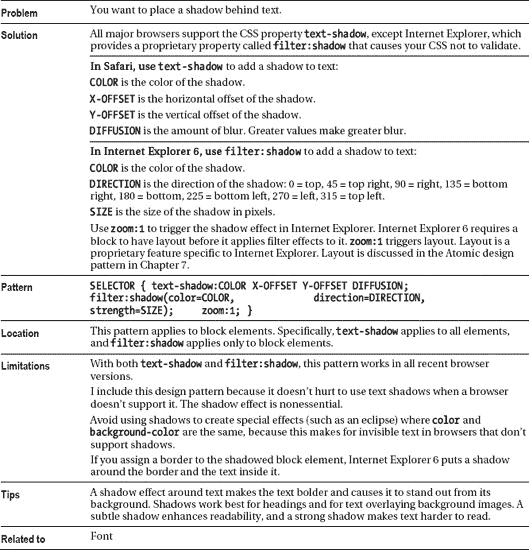 Problem
You want to place a shadow behind text.
Solution
All major browsers support the CSS property text-shadow, except Internet Explorer, which
provides a proprietary property called filter:shadow that causes your CSS not to validate.
In Safari, use text-shadow to add a shadow to text:
COLOR is the color of the shadow.
X-OFFSET is the horizontal offset of the shadow.
Y-OFFSET is the vertical offset of the shadow.
DIFFUSION is the amount of blur. Greater values make greater blur.
In Internet Explorer 6, use filter:shadow to add a shadow to text:
COLOR is the color of the shadow.
DIRECTION is the direction of the shadow: 0 = top, 45 = top right, 90 = right, 135 = bottom
right, 180 = bottom, 225 = bottom left, 270 = left, 315 = top left.
SIZE is the size of the shadow in pixels.
Use zoom:1 to trigger the shadow effect in Internet Explorer. Internet Explorer 6 requires
a block to have layout before it applies filter effects to it. zoom:1 triggers layout. Layout is a
proprietary feature specific to Internet Explorer. Layout is discussed in the Atomic design
pattern in Chapter 7.
Pattern
SELECTOR { text-shadow:COLOR X-OFFSET Y-OFFSET DIFFUSION;
filter:shadow(color=COLOR, direction=DIRECTION,
strength=SIZE); zoom:1; }
Location
This pattern applies to block elements. Specifically, text-shadow applies to all elements,
and filter:shadow applies only to block elements.
Limitations
With both text-shadow and filter:shadow, this pattern works in all recent browser
versions.
I include this design pattern because it doesn't hurt to use text shadows when a browser
doesn't support it. The shadow effect is nonessential.
Avoid using shadows to create special effects (such as an eclipse) where color and
background-color are the same, because this makes for invisible text in browsers that don't
support shadows.
If you assign a border to the shadowed block element, Internet Explorer 6 puts a shadow
around the border and the text inside it.
Tips
A shadow effect around text makes the text bolder and causes it to stand out from its
background. Shadows work best for headings and for text overlaying background images. A
subtle shadow enhances readability, and a strong shadow makes text harder to read.
Related to
Font